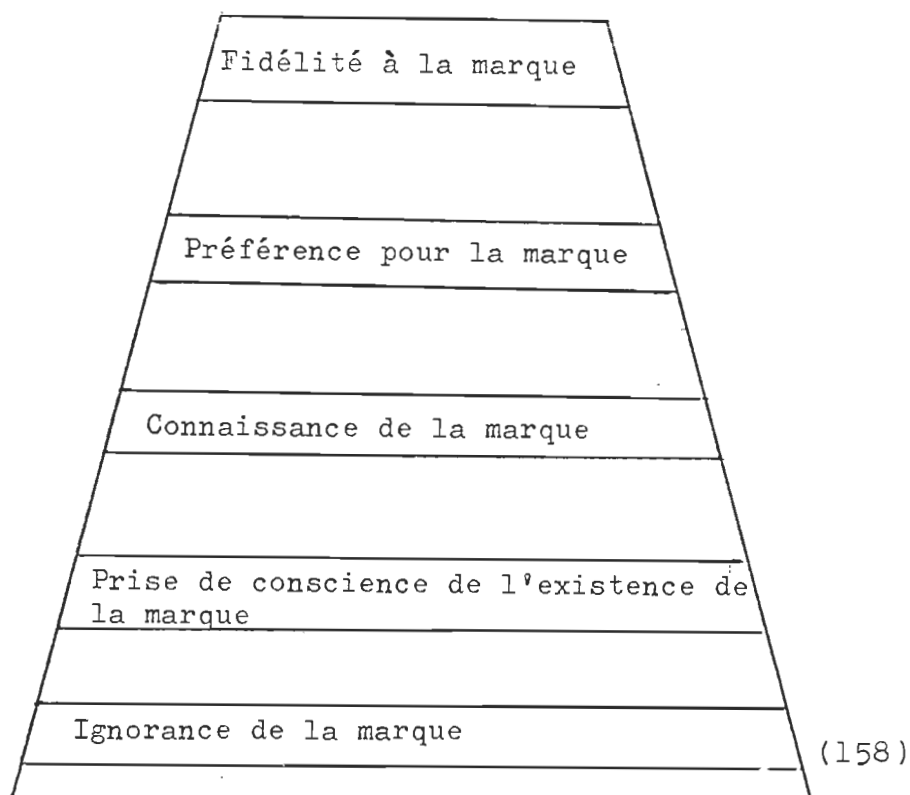 Fidélité à la marque
Préférence pour la marque
Connaissance de la marque
Prise de conscience de l'existence de
la marque
Ignorance de la marque
(158)